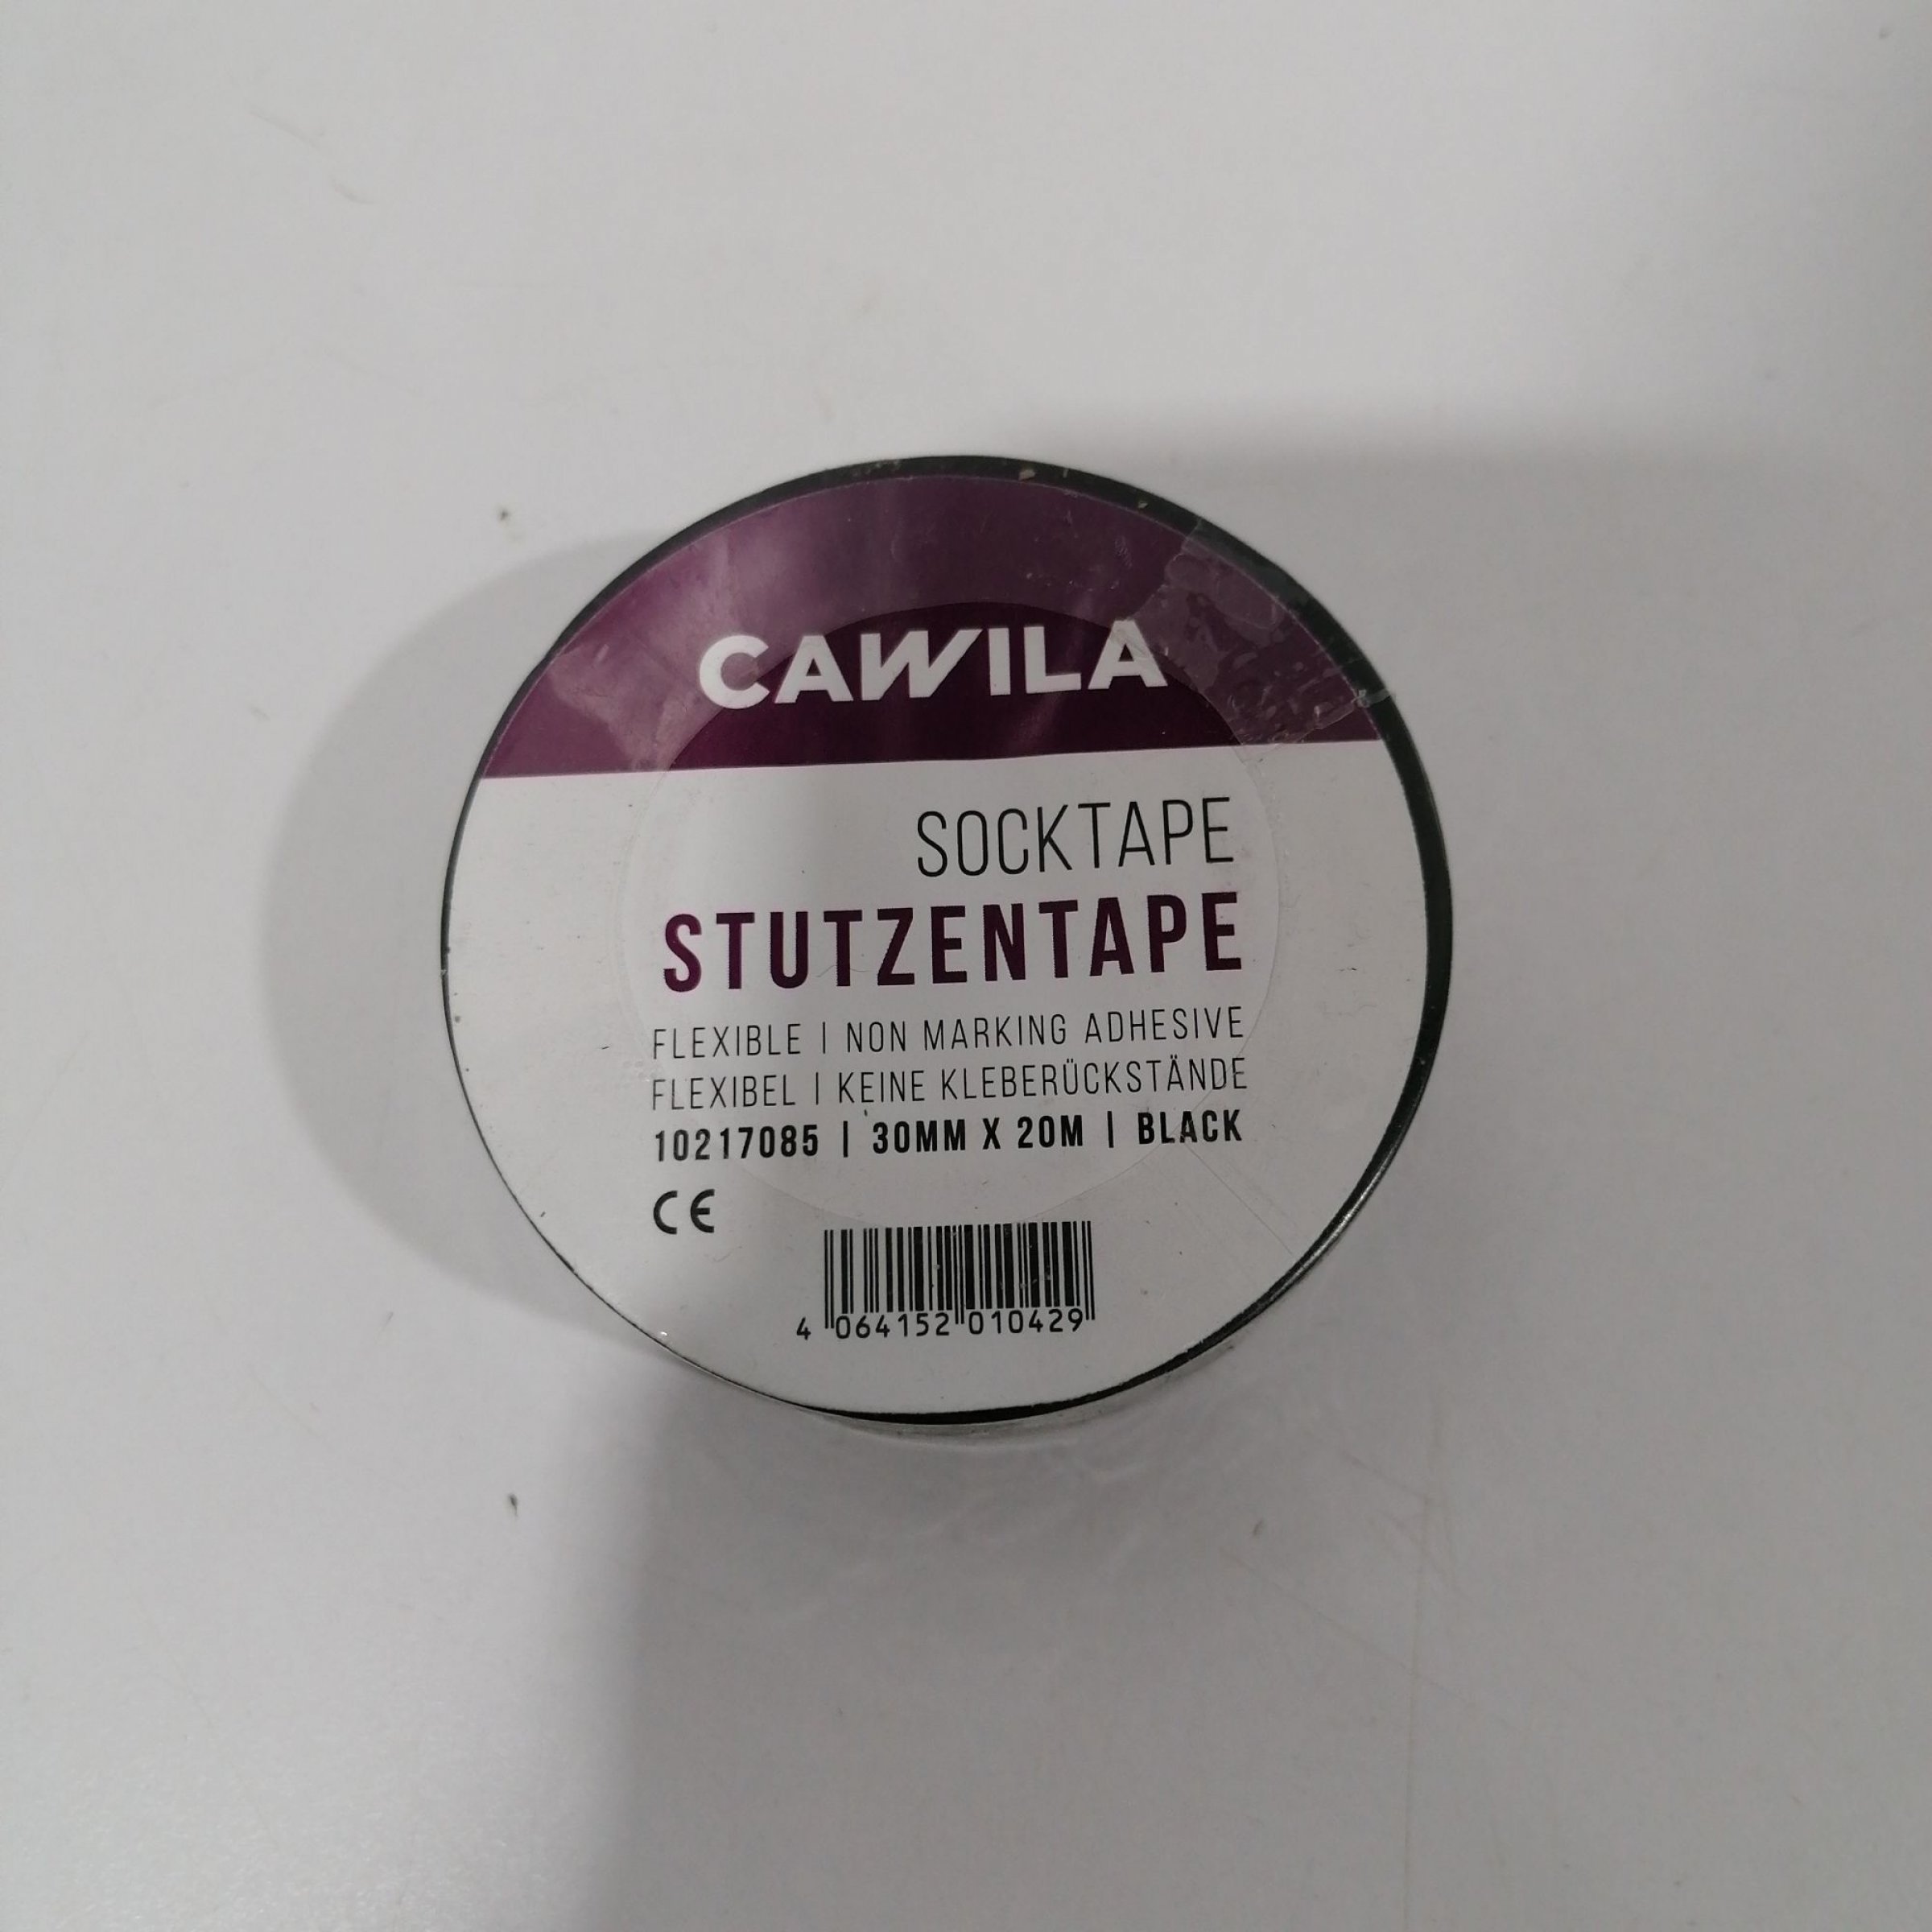 CAWILA
SOCKTAPE
STUTZENTAPE
FLEXIBLE | NON MARKING ADHESIVE
FLEXIBEL | KEINE KLEBERÜCKSTÄNDE
10217085 | 30MM X 20M | BLACK
CE
4 064152 010429